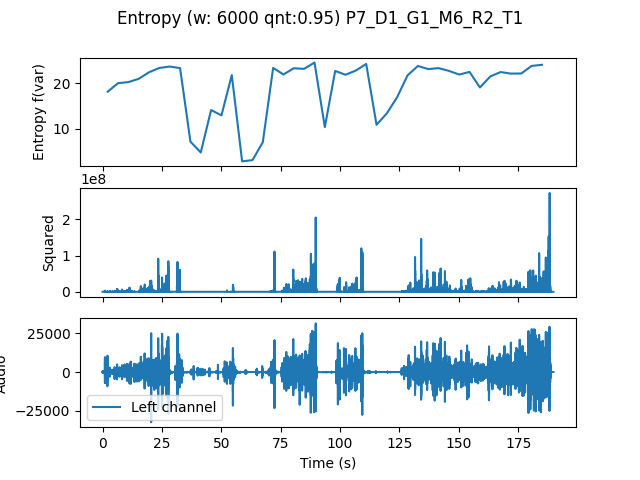 Entropy (w: 6000 qnt:0.95) P7_D1_G1_M6_R2_T1
Entropy f(var)
20
10
1e8
Squared
2
1
0
Audio
25000
0
−25000
Left channel
0
25
50
75
100
125
150
175
Time (s)